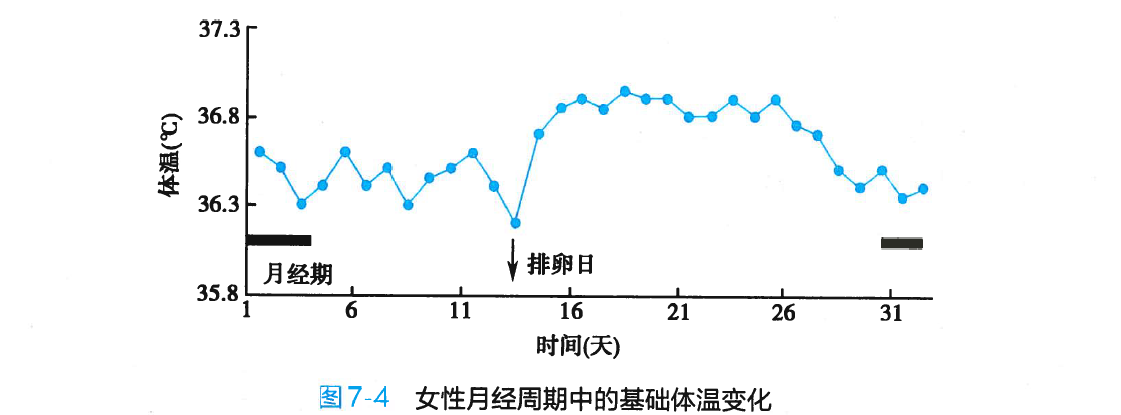 37.3
36.8
36.3
35.8
体温(℃)
月经期
排卵日
1 6 11 16 21 26 31
时间(天)
图7-4 女性月经周期中的基础体温变化